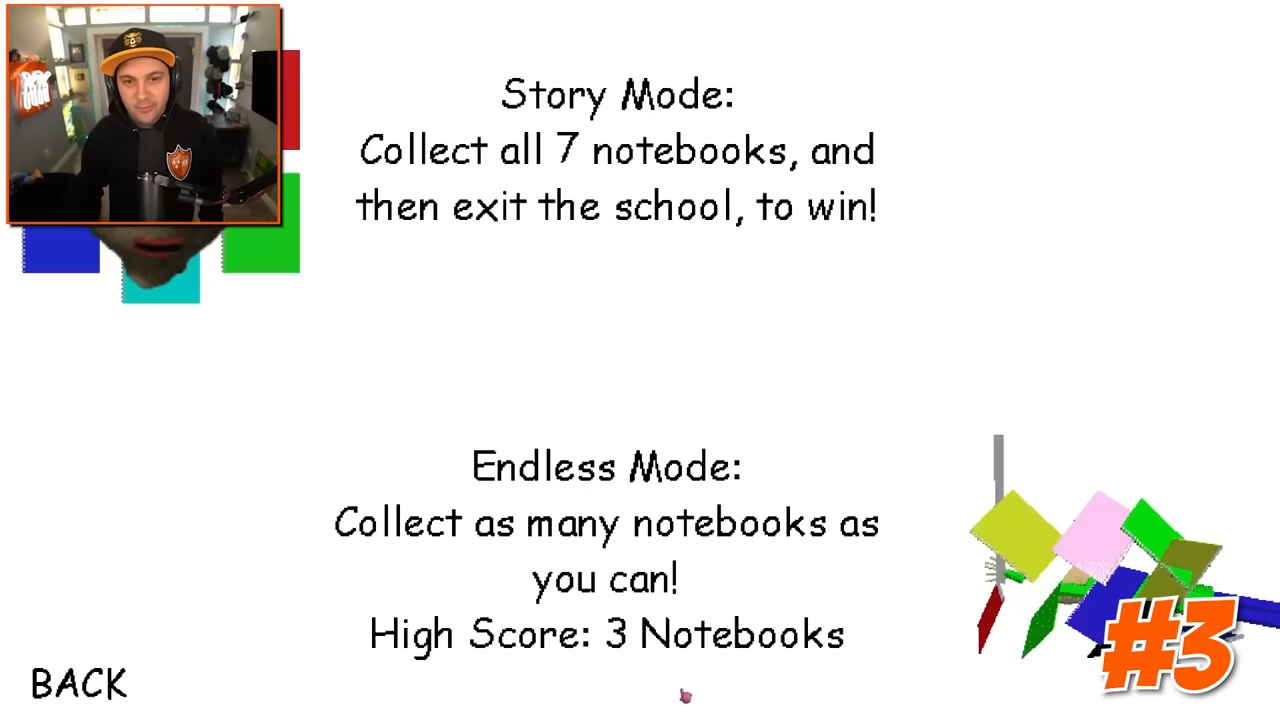 Story Mode:
Collect all 7 notebooks, and
then exit the school, to win!
Endless Mode:
Collect as many notebooks as
you can!
High Score: 3 Notebooks
#3
BACK